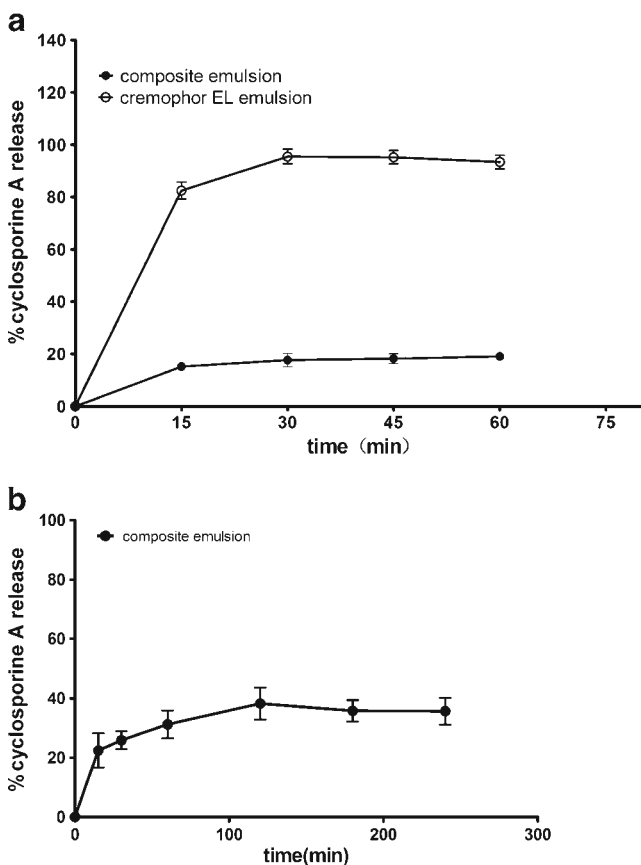 a
140
120
100
80
60
40
20
0
composite emulsion
cremophor EL emulsion
% cyclosporine A release
0 15 30 45 60 75
time (min)
b
100
80
60
40
20
0
composite emulsion
% cyclosporine A release
0 100 200 300
time(min)